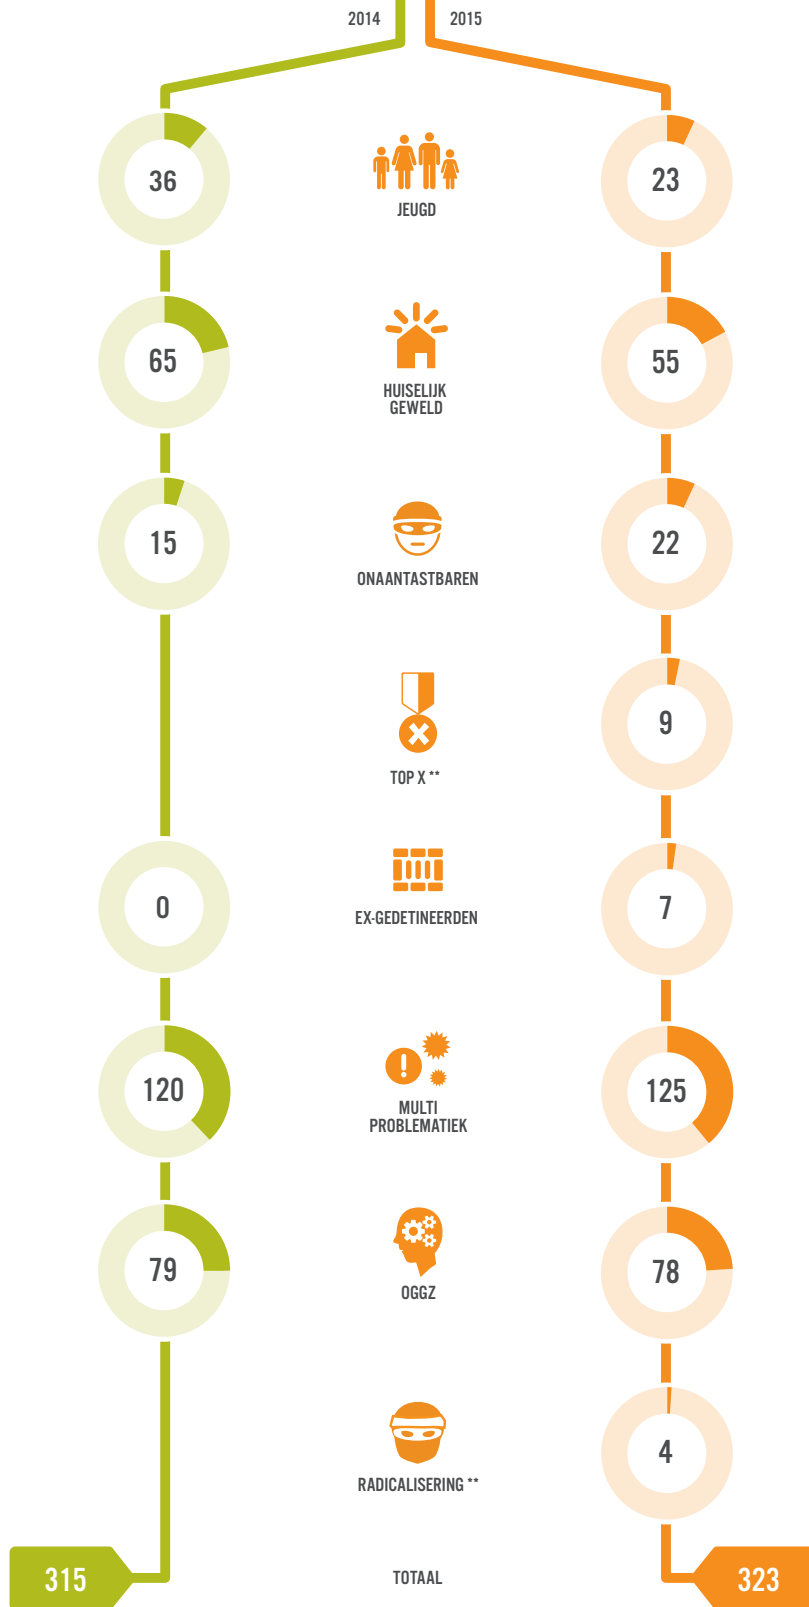 2014 2015
36 23
JEUGD
65 55
HUISELIJK
GEWELD
15 22
ONAANTASTBAREN
9
TOP X **
0 7
EX-GEDETINEERDEN
120 125
MULTI
PROBLEMATIEK
79 78
OGGZ
4
RADICALISERING **
315 TOTAAL 323